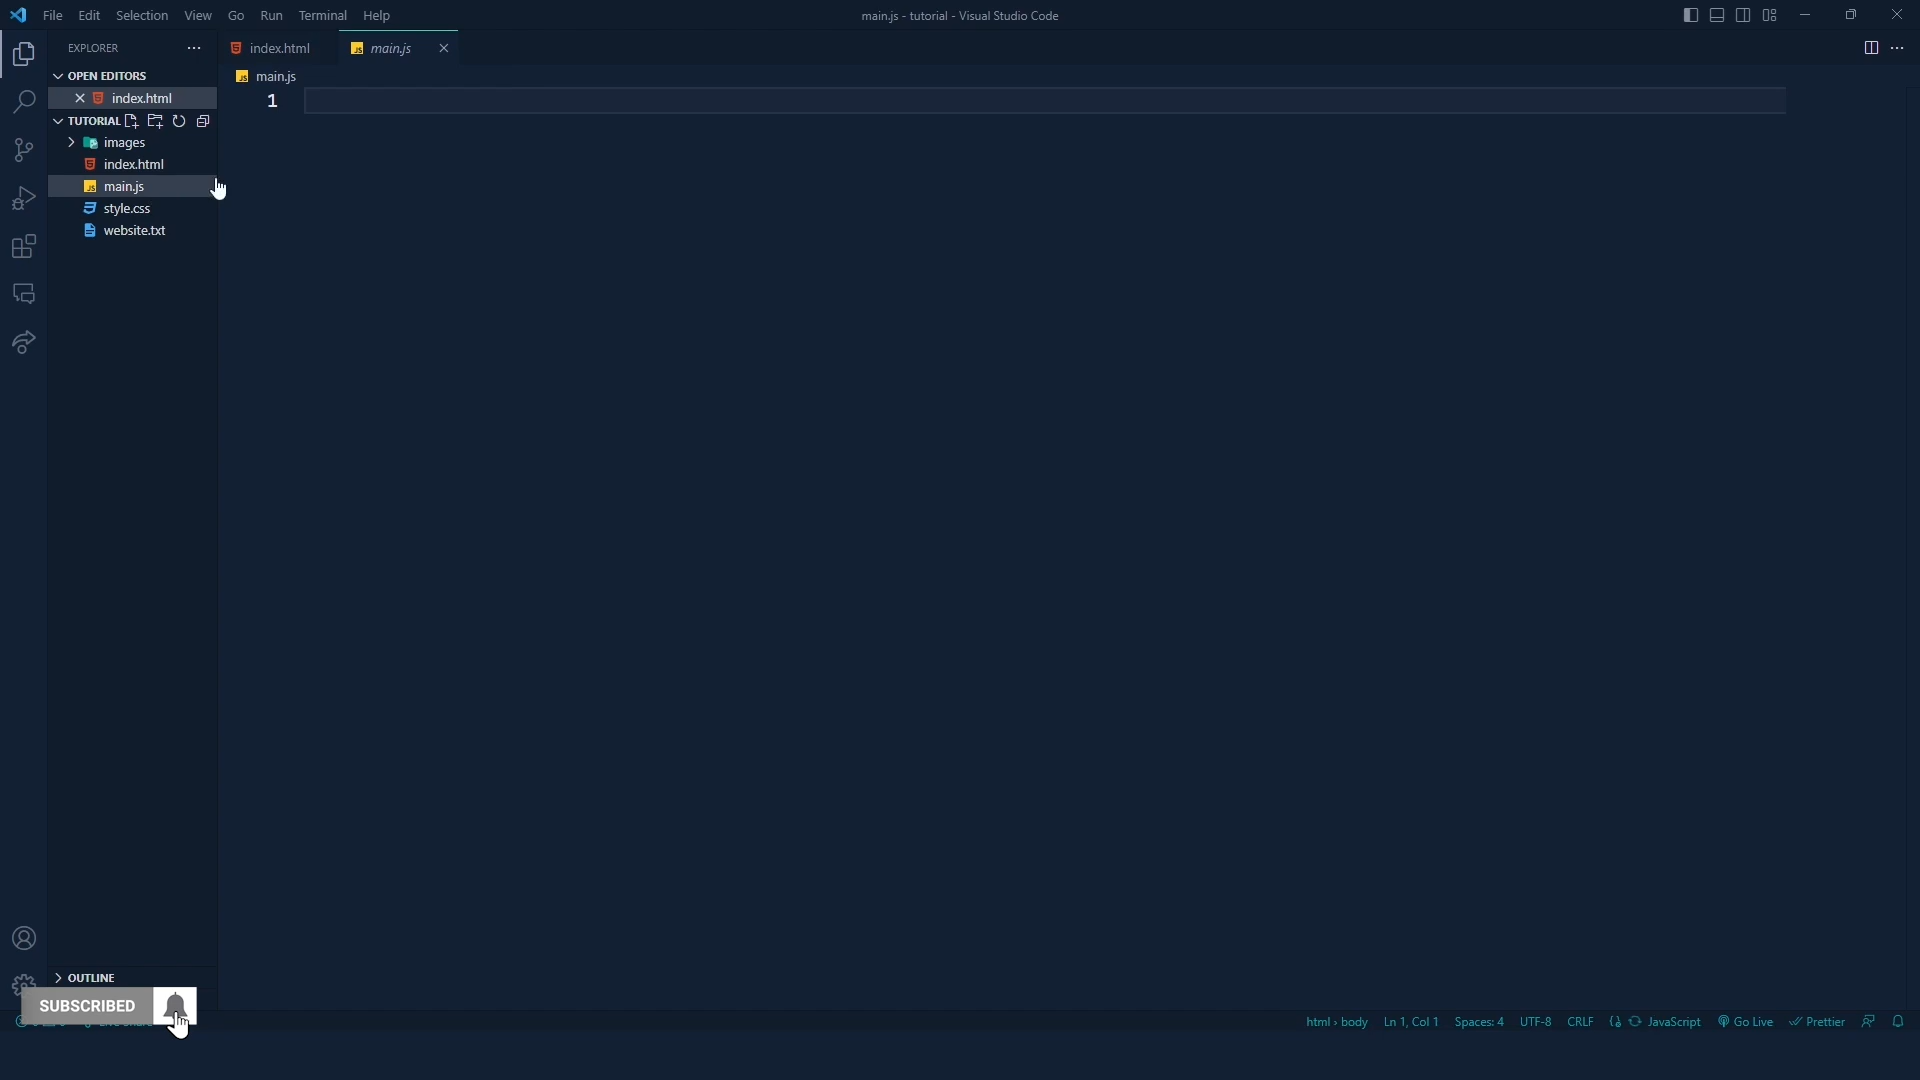 File Edit Selection View Go Run Terminal Help
main.js - tutorial - Visual Studio Code
EXPLORER
index.html
main.js
OPEN EDITORS
index.html
TUTORIAL
images
index.html
main.js
style.css
website.txt
main.js
1
OUTLINE
SUBSCRIBED
html › body Ln 1, Col 1 Spaces: 4 UTF-8 CRLF JavaScript Go Live Prettier